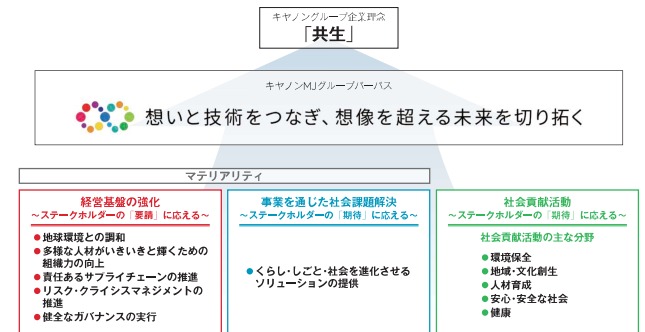 キヤノングループ企業理念
「共生」
キヤノンMJグループパーパス
想いと技術をつなぎ、想像を超える未来を切り拓く
マテリアリティ
経営基盤の強化
～ステークホルダーの「要請」に応える～
●地球環境との調和
●多様な人材がいきいきと輝くための
組織力の向上
●責任あるサプライチェーンの推進
●リスク・クライシスマネジメントの
推進
●健全なガバナンスの実行
事業を通じた社会課題解決
～ステークホルダーの「期待」に応える～
●くらし・しごと・社会を進化させる
ソリューションの提供
社会貢献活動
～ステークホルダーの「期待」に応える～
社会貢献活動の主な分野
●環境保全
●地域・文化創生
●人材育成
●安心・安全な社会
●健康